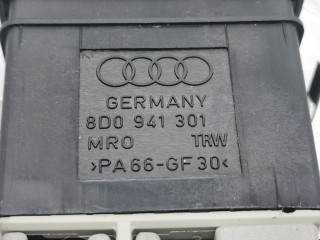 GERMANY
8D0 941 301
MRO TRW
>PA66-GF30<